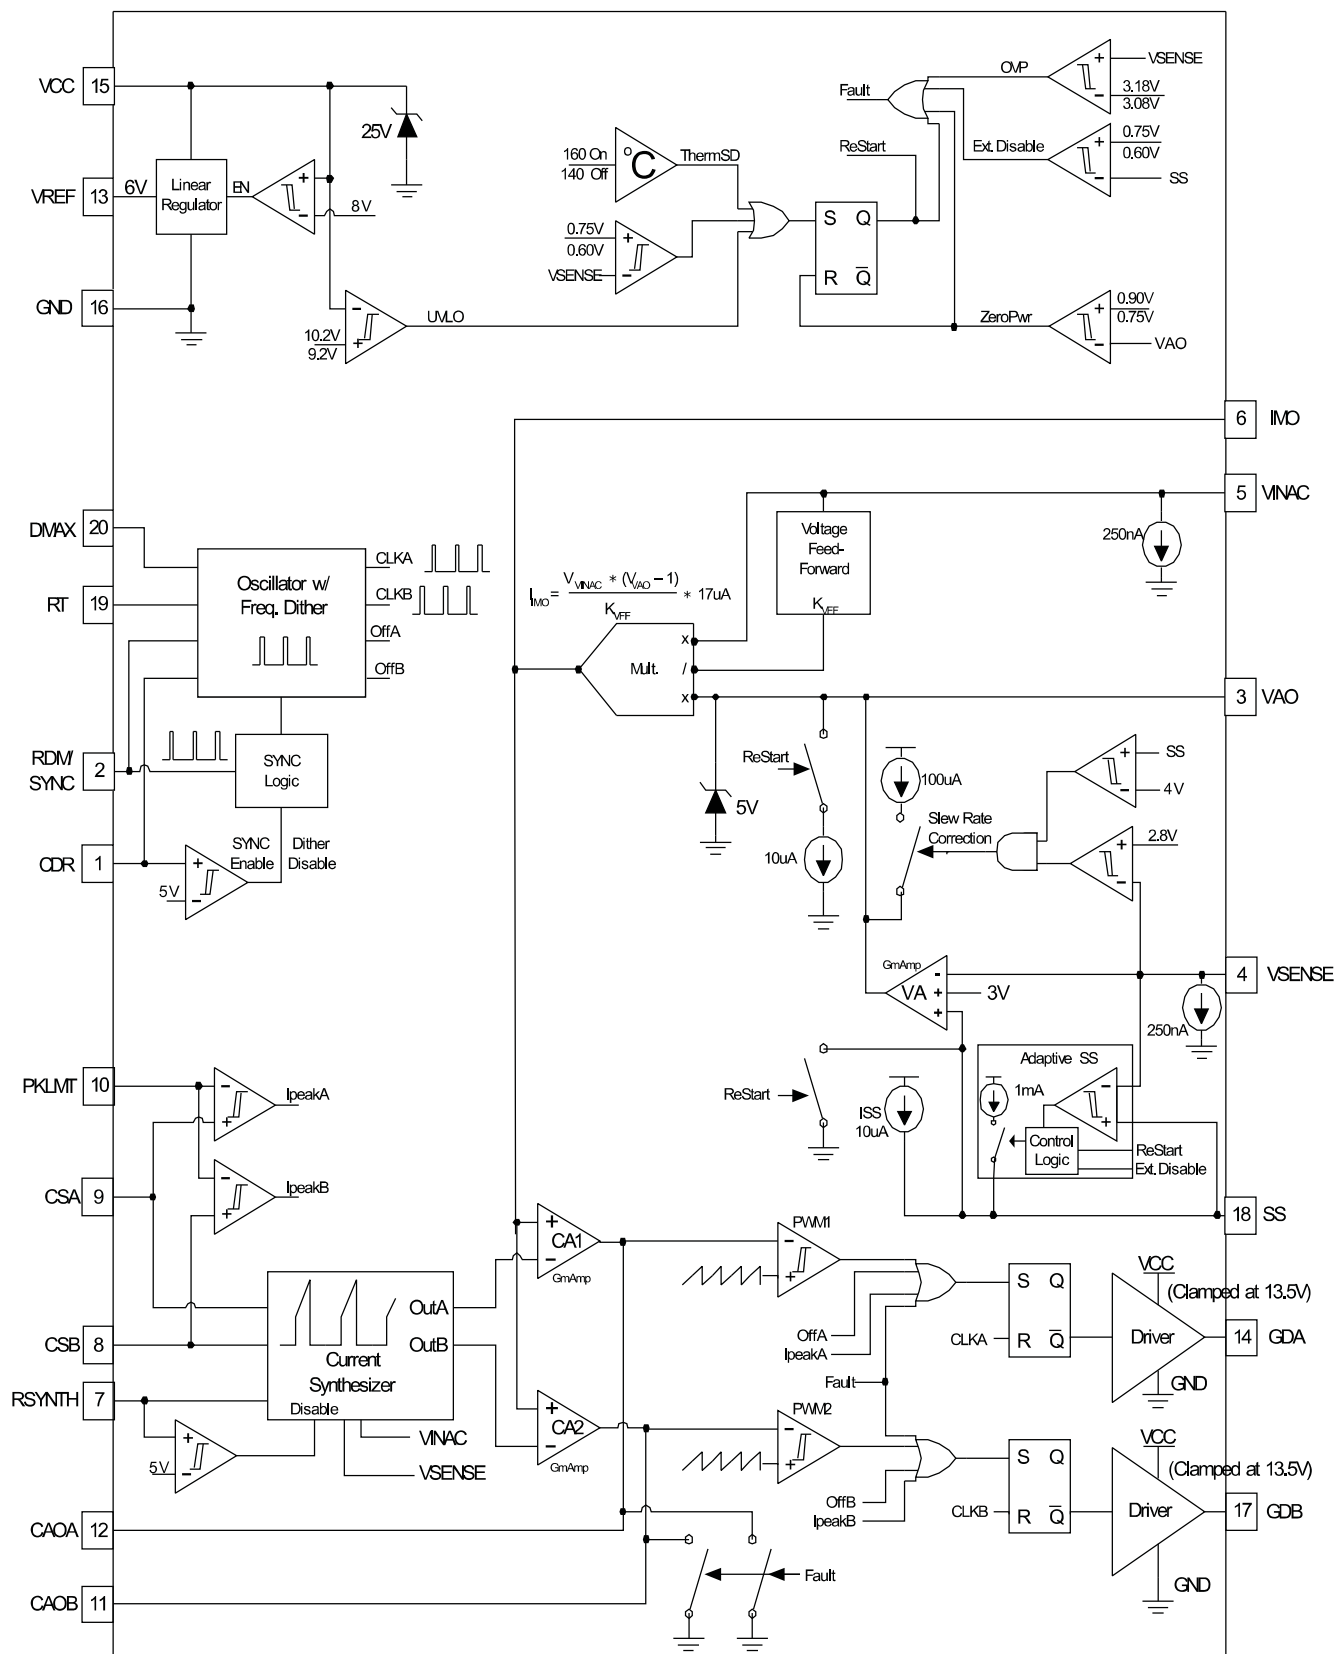 VCC 15
VREF 13
6V
Linear
Regulator
EN
+
−
8V
25V
GND 16
−
+
10.2V
9.2V
UVLO
160 On
140 Off
°C
ThermSD
0.75V
0.60V
VSENSE
+
−
S Q
R Q̅
Fault
ReStart
OVP
+
−
VSENSE
3.18V
3.08V
Ext. Disable
+
−
0.75V
0.60V
SS
ZeroPwr
+
−
0.90V
0.75V
VAO
6 IMO
5 VINAC
250nA
Voltage
Feed-
Forward
K_VFF
I_IMO = V_VINAC * (V_VAO − 1) / K_VFF * 17uA
x
Mult. /
x
3 VAO
DMAX 20
RT 19
Oscillator w/
Freq. Dither
CLKA
CLKB
OffA
OffB
RDM/
SYNC 2
SYNC
Logic
SYNC
Enable
Dither
Disable
CDR 1
+
−
5V
ReStart
5V
10uA
100uA
Slew Rate
Correction
+
−
SS
4V
+
−
2.8V
GmAmp
VA
-
+
+
3V
4 VSENSE
250nA
ReStart
ISS
10uA
Adaptive SS
1mA
−
+
Control
Logic
ReStart
Ext. Disable
18 SS
PKLMT 10
−
+
IpeakA
−
+
IpeakB
CSA 9
CSB 8
RSYNTH 7
OutA
OutB
Current
Synthesizer
Disable
+
−
5V
VINAC
VSENSE
+
CA1
−
GmAmp
+
CA2
−
GmAmp
PWM1
−
+
OffA
IpeakA
Fault
CLKA
S Q
R Q̅
VCC
(Clamped at 13.5V)
Driver
GND
14 GDA
PWM2
−
+
OffB
IpeakB
CLKB
S Q
R Q̅
VCC
(Clamped at 13.5V)
Driver
GND
17 GDB
CAOA 12
CAOB 11
Fault